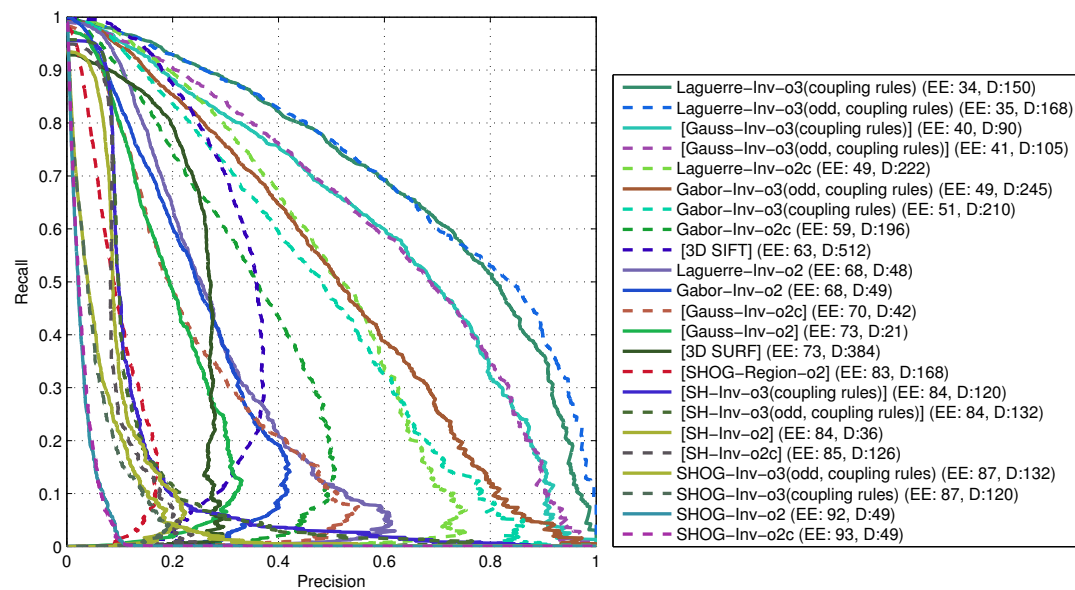 1
0.9
0.8
0.7
0.6
0.5
0.4
0.3
0.2
0.1
0
Recall
0 0.2 0.4 0.6 0.8 1
Precision
Laguerre−Inv−o3(coupling rules) (EE: 34, D:150)
Laguerre−Inv−o3(odd, coupling rules) (EE: 35, D:168)
[Gauss−Inv−o3(coupling rules)] (EE: 40, D:90)
[Gauss−Inv−o3(odd, coupling rules)] (EE: 41, D:105)
Laguerre−Inv−o2c (EE: 49, D:222)
Gabor−Inv−o3(odd, coupling rules) (EE: 49, D:245)
Gabor−Inv−o3(coupling rules) (EE: 51, D:210)
Gabor−Inv−o2c (EE: 59, D:196)
[3D SIFT] (EE: 63, D:512)
Laguerre−Inv−o2 (EE: 68, D:48)
Gabor−Inv−o2 (EE: 68, D:49)
[Gauss−Inv−o2c] (EE: 70, D:42)
[Gauss−Inv−o2] (EE: 73, D:21)
[3D SURF] (EE: 73, D:384)
[SHOG−Region−o2] (EE: 83, D:168)
[SH−Inv−o3(coupling rules)] (EE: 84, D:120)
[SH−Inv−o3(odd, coupling rules)] (EE: 84, D:132)
[SH−Inv−o2] (EE: 84, D:36)
[SH−Inv−o2c] (EE: 85, D:126)
SHOG−Inv−o3(odd, coupling rules) (EE: 87, D:132)
SHOG−Inv−o3(coupling rules) (EE: 87, D:120)
SHOG−Inv−o2 (EE: 92, D:49)
SHOG−Inv−o2c (EE: 93, D:49)